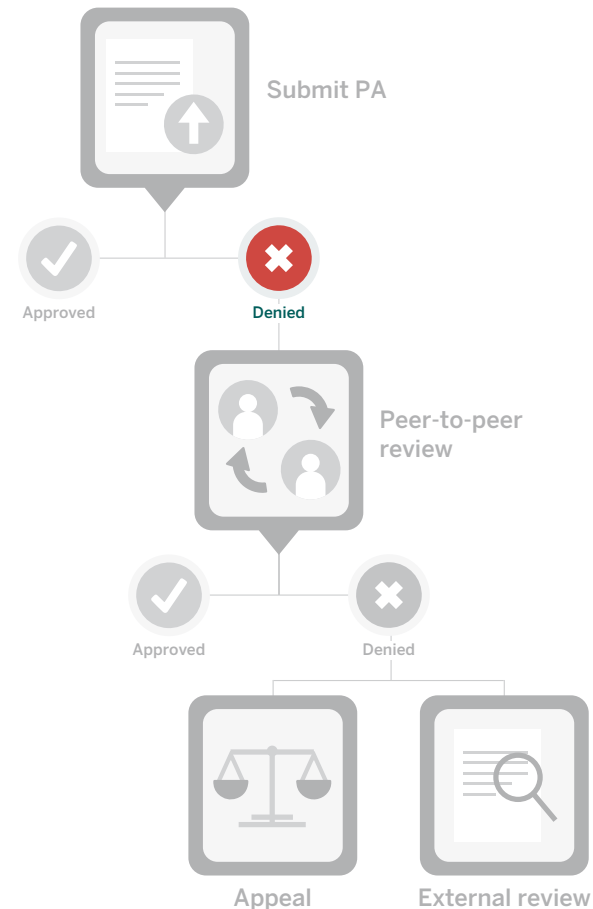 Submit PA
Approved
Denied
Peer-to-peer
review
Approved
Denied
Appeal
External review